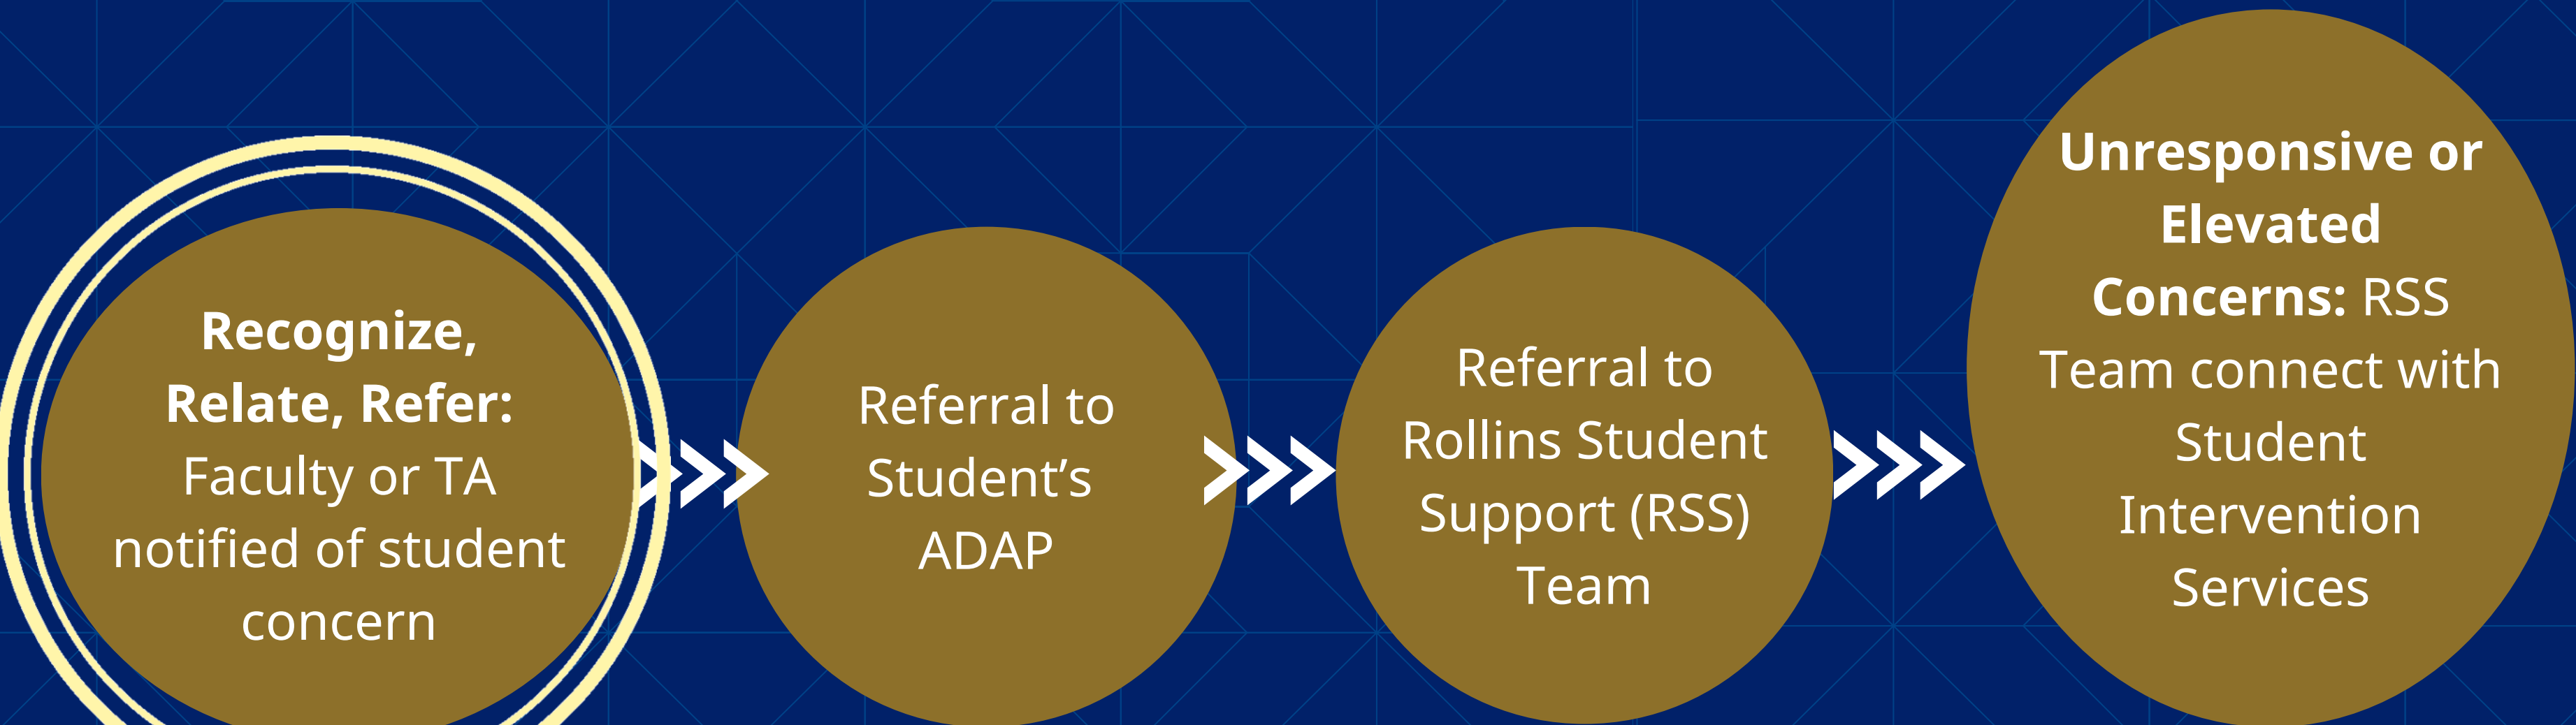 Recognize,
Relate, Refer:
Faculty or TA
notified of student
concern
Referral to
Student’s
ADAP
Referral to
Rollins Student
Support (RSS)
Team
Unresponsive or
Elevated
Concerns: RSS
Team connect with
Student
Intervention
Services